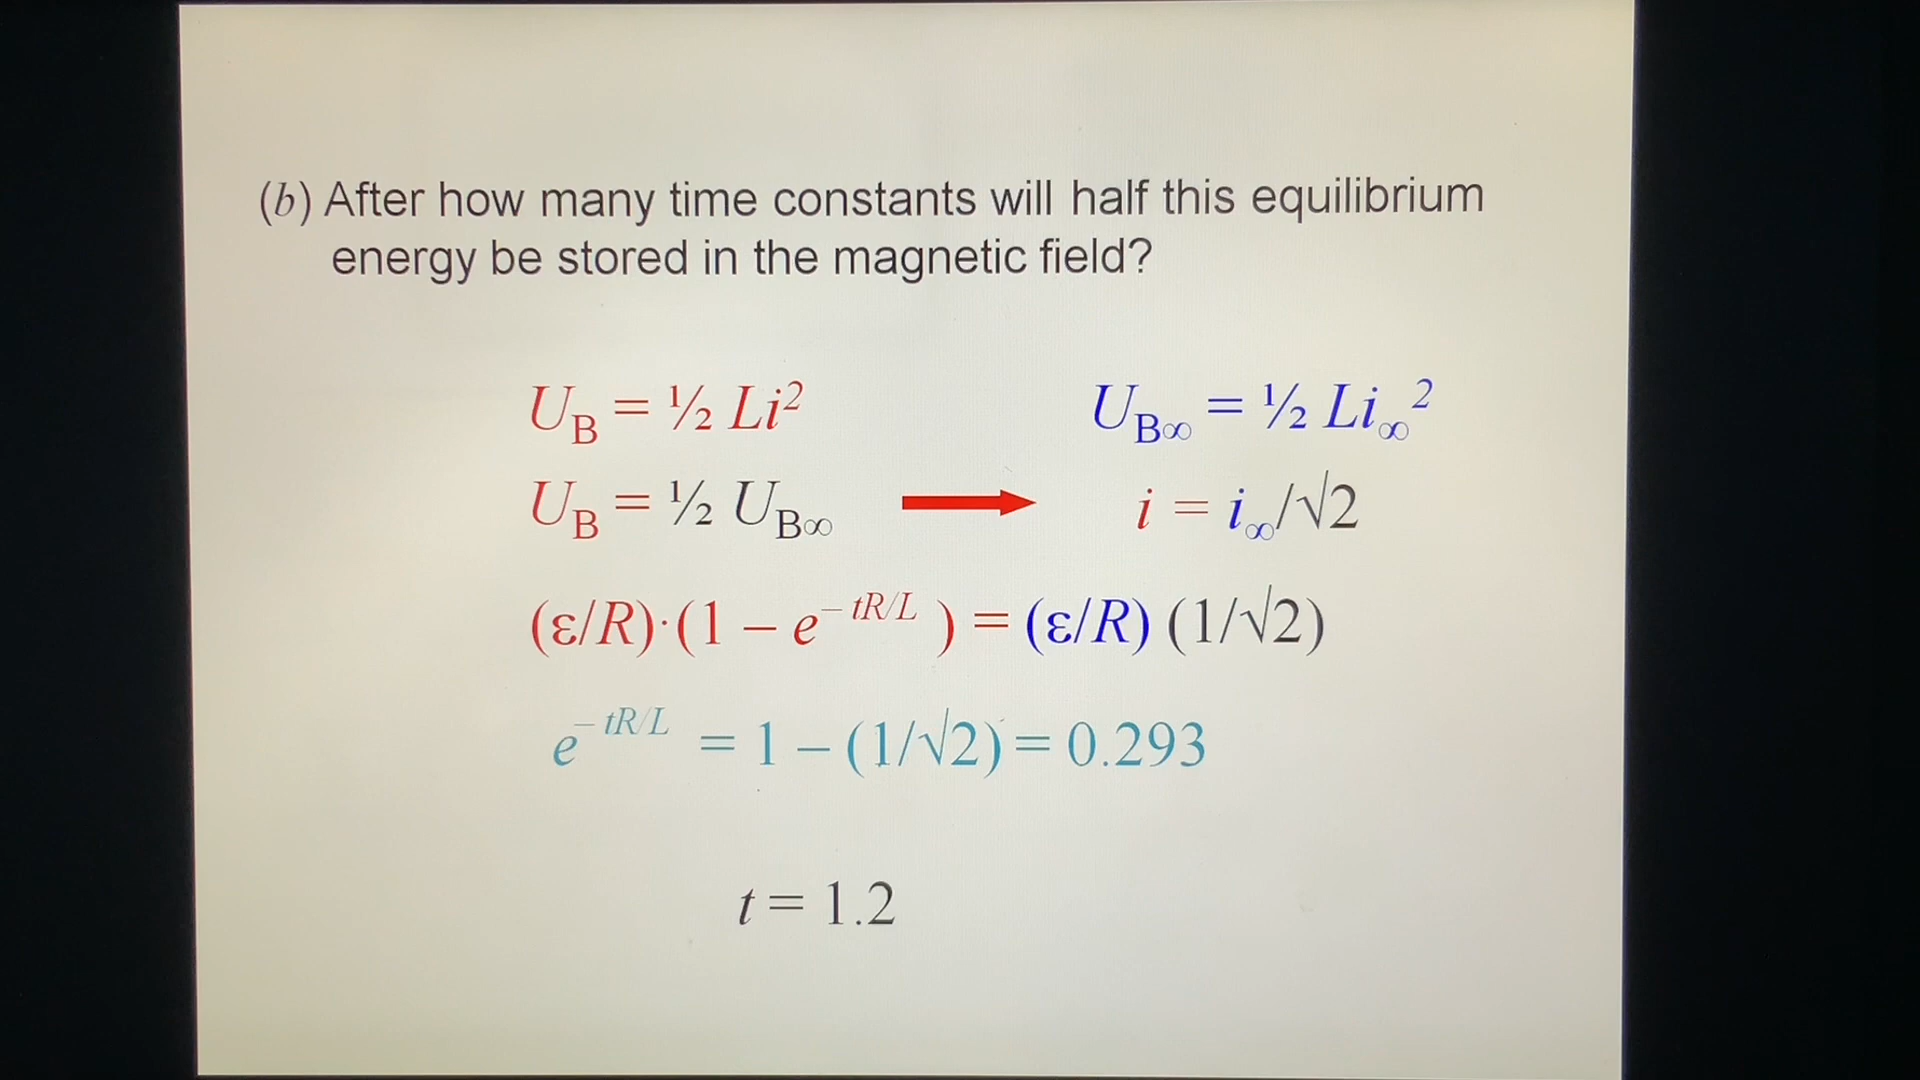 (b) After how many time constants will half this equilibrium
energy be stored in the magnetic field?
U_B = ½ Li²   U_B∞ = ½ Li_∞²
U_B = ½ U_B∞   i = i_∞/√2
(ε/R)·(1 – e^– tR/L ) = (ε/R) (1/√2)
e^– tR/L = 1 – (1/√2) = 0.293
t = 1.2